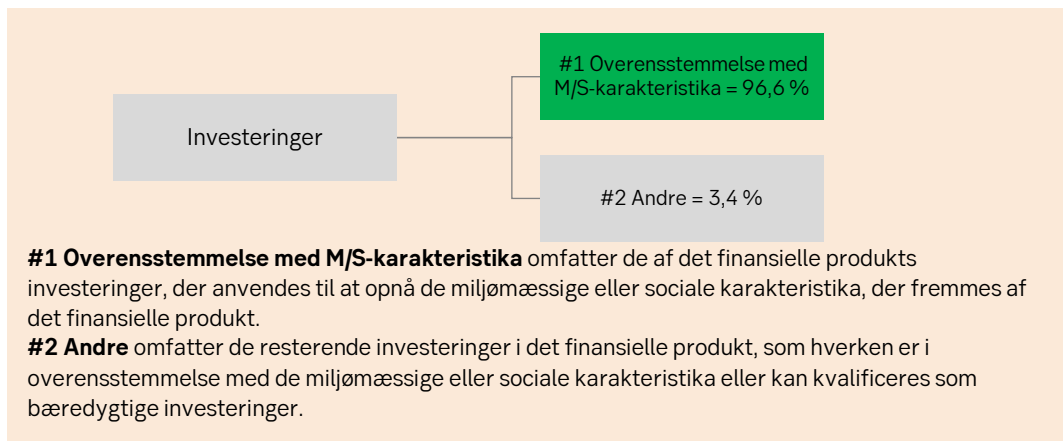 #1 Overensstemmelse med
M/S-karakteristika = 96,6 %
Investeringer
#2 Andre = 3,4 %
#1 Overensstemmelse med M/S-karakteristika omfatter de af det finansielle produkts
investeringer, der anvendes til at opnå de miljømæssige eller sociale karakteristika, der fremmes af
det finansielle produkt.
#2 Andre omfatter de resterende investeringer i det finansielle produkt, som hverken er i
overensstemmelse med de miljømæssige eller sociale karakteristika eller kan kvalificeres som
bæredygtige investeringer.